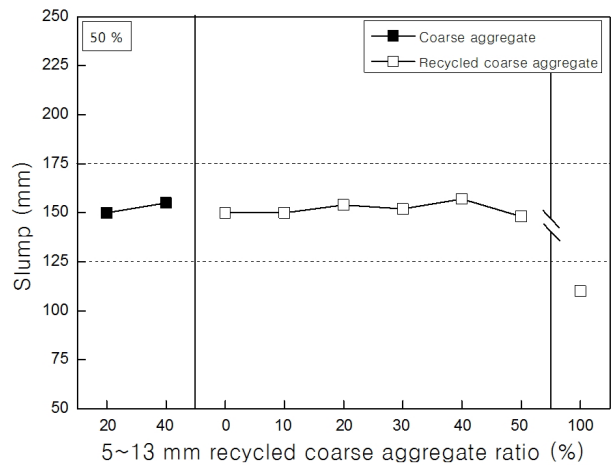 250
225
200
175
150
125
100
75
50
Slump (mm)
50 %
Coarse aggregate
Recycled coarse aggregate
20 40 0 10 20 30 40 50 100
5~13 mm recycled coarse aggregate ratio (%)